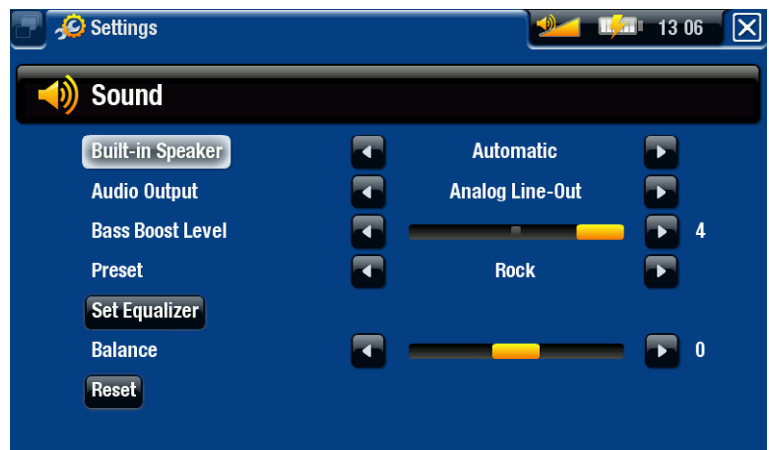 Settings 13 06
Sound
Built-in Speaker Automatic
Audio Output Analog Line-Out
Bass Boost Level 4
Preset Rock
Set Equalizer
Balance 0
Reset